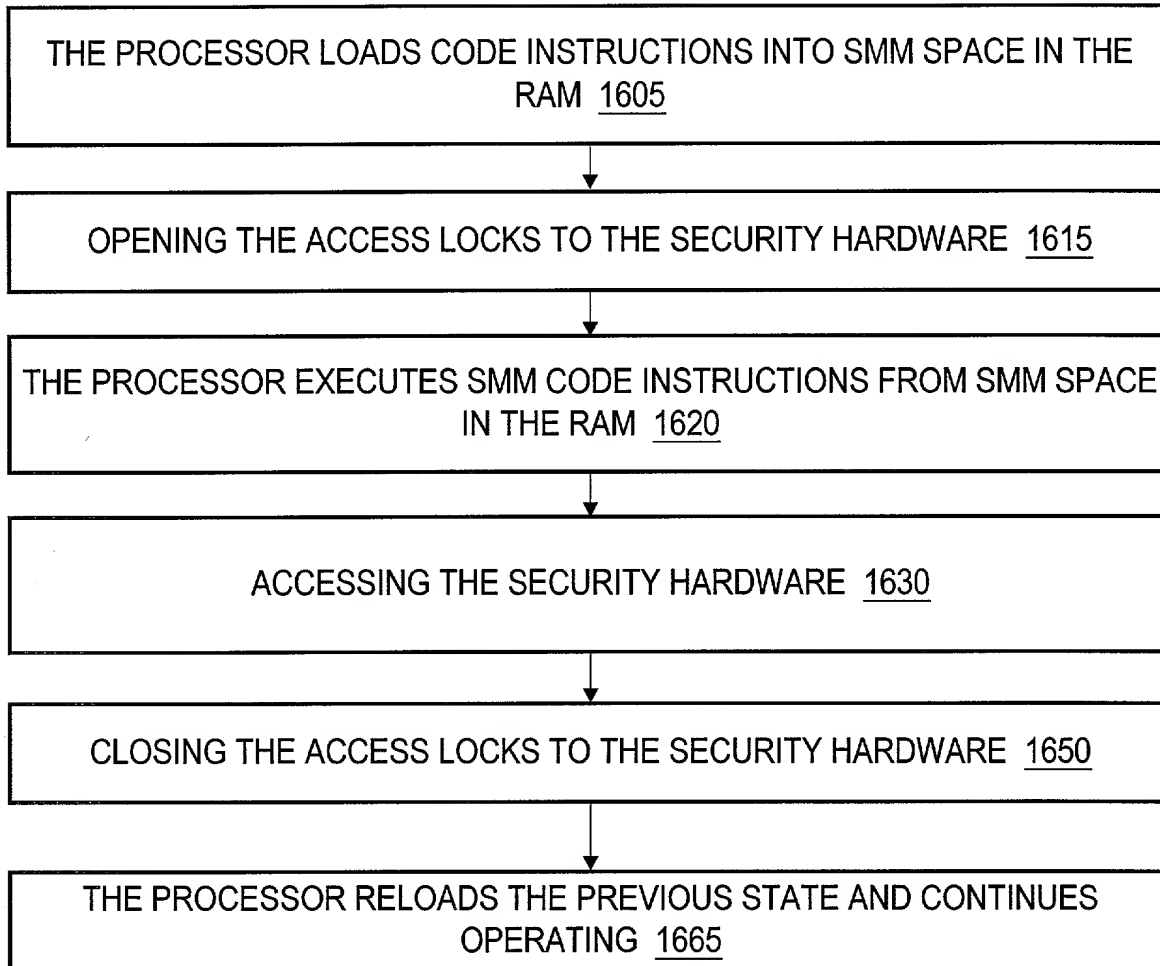 THE PROCESSOR LOADS CODE INSTRUCTIONS INTO SMM SPACE IN THE
RAM 1605
OPENING THE ACCESS LOCKS TO THE SECURITY HARDWARE 1615
THE PROCESSOR EXECUTES SMM CODE INSTRUCTIONS FROM SMM SPACE
IN THE RAM 1620
ACCESSING THE SECURITY HARDWARE 1630
CLOSING THE ACCESS LOCKS TO THE SECURITY HARDWARE 1650
THE PROCESSOR RELOADS THE PREVIOUS STATE AND CONTINUES
OPERATING 1665